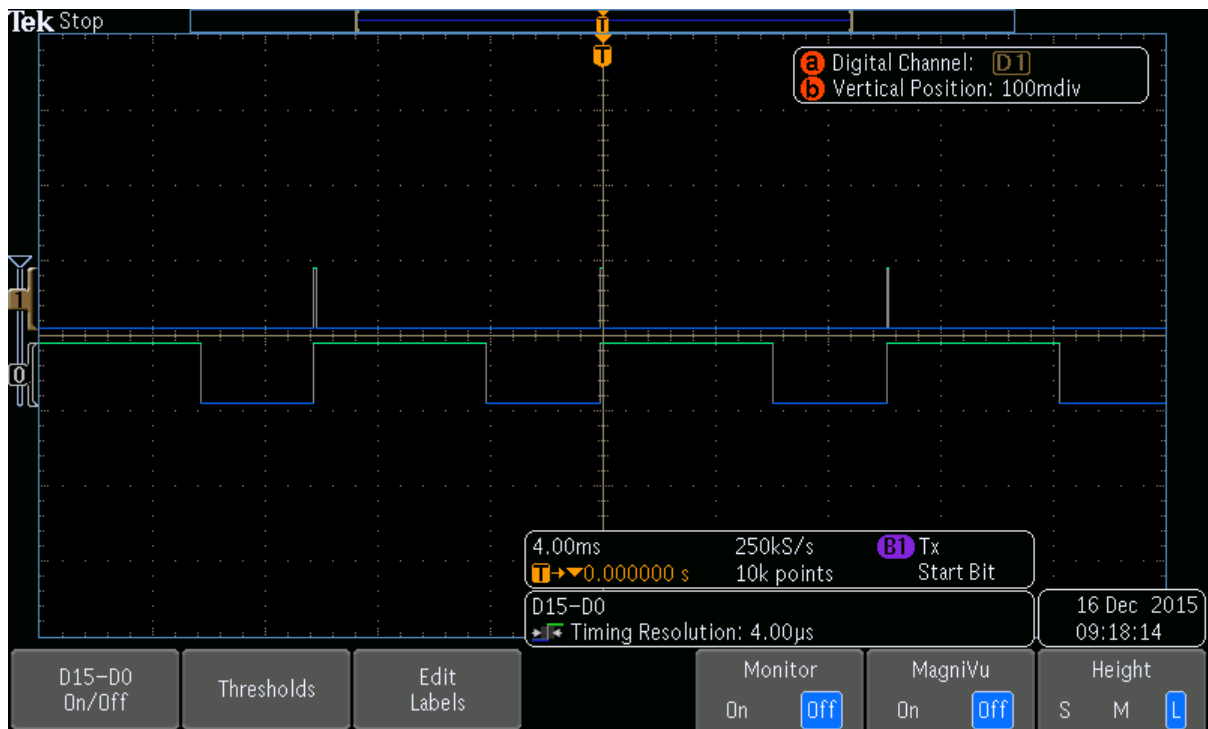 Tek Stop
T
T
a Digital Channel: D1
b Vertical Position: 100mdiv
1
0
4.00ms 250kS/s B1 Tx
T→▼0.000000 s 10k points Start Bit
D15-D0
Timing Resolution: 4.00µs
16 Dec 2015
09:18:14
D15-D0
On/Off
Thresholds
Edit
Labels
Monitor
On Off
MagniVu
On Off
Height
S M L